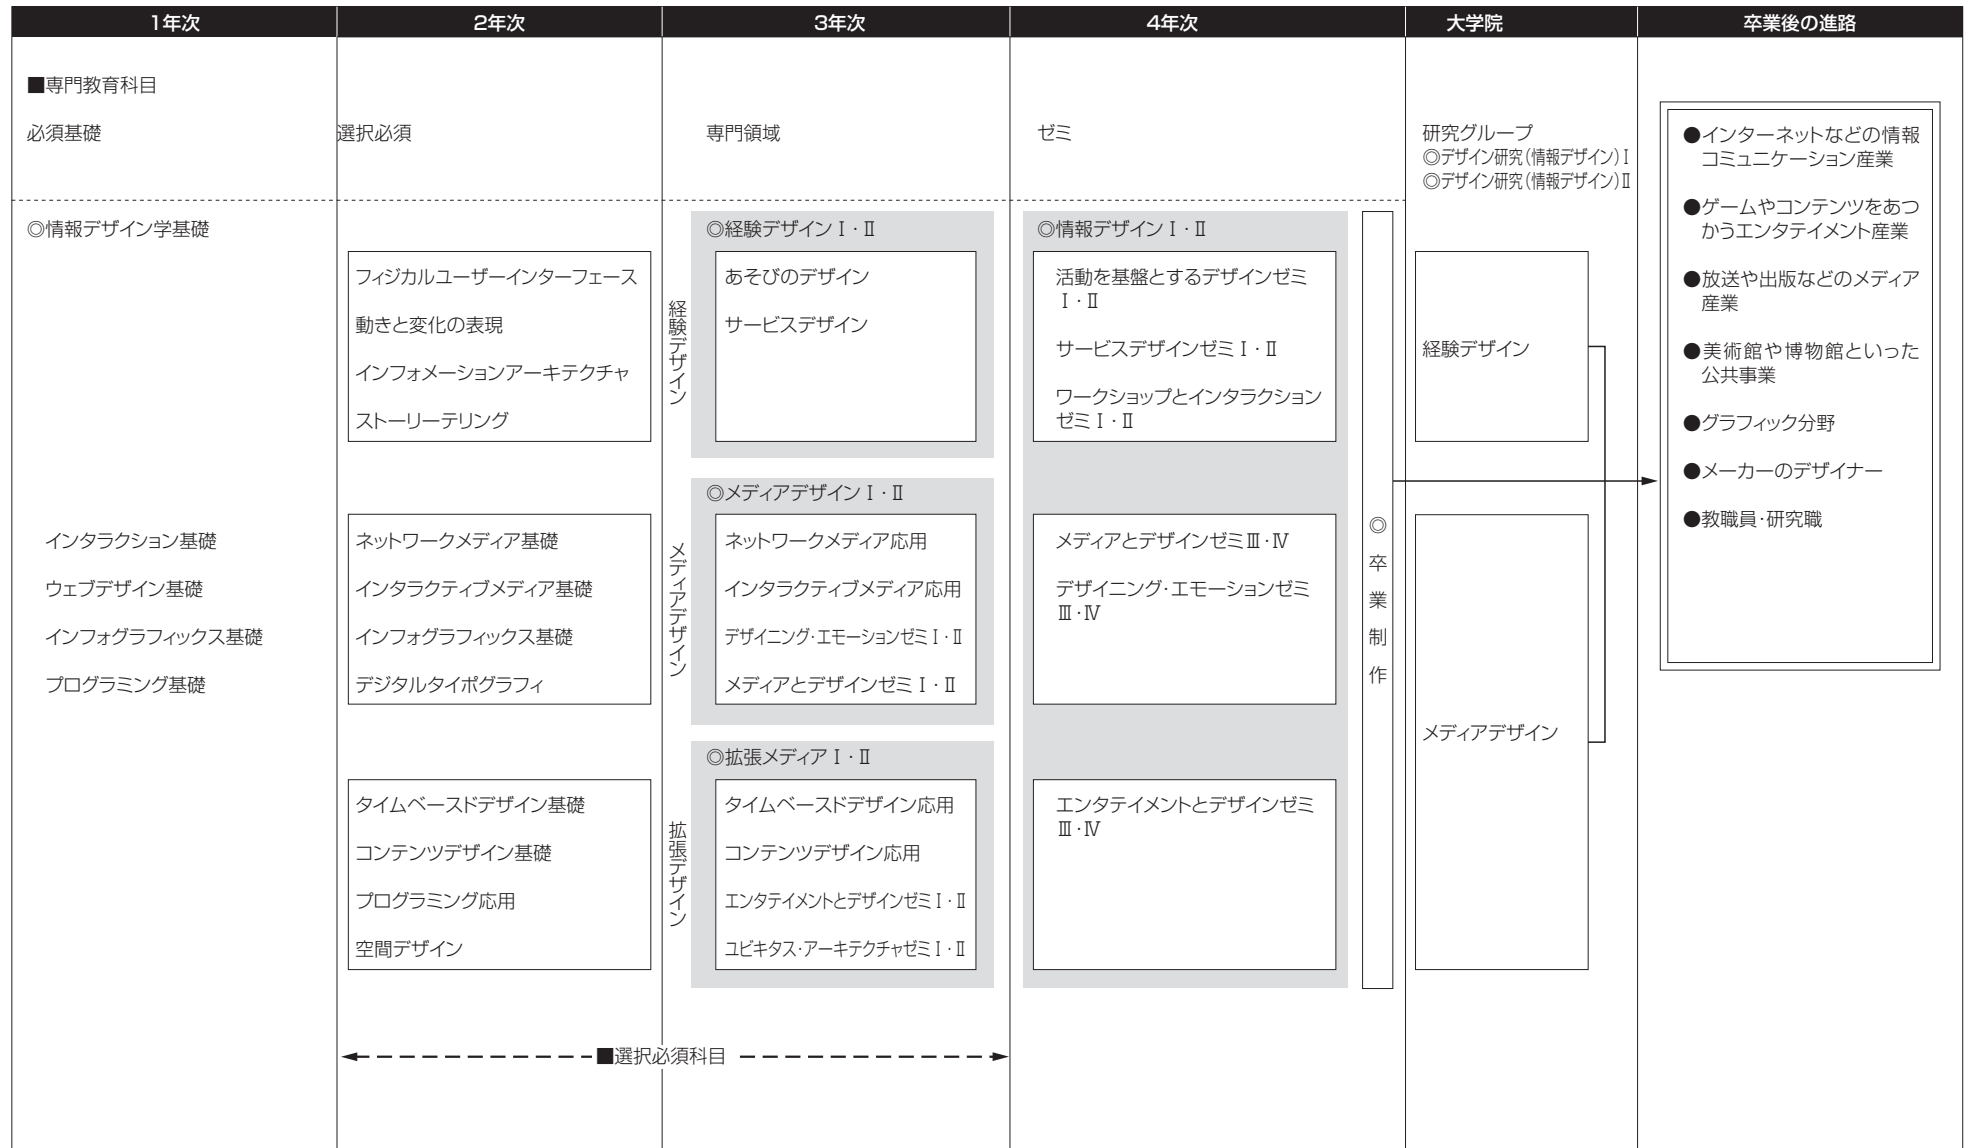 1年次
2年次
3年次
4年次
大学院
卒業後の進路
■専門教育科目
必須基礎
選択必須
専門領域
ゼミ
研究グループ
◎デザイン研究(情報デザイン)Ⅰ
◎デザイン研究(情報デザイン)Ⅱ
◎情報デザイン学基礎
インタラクション基礎
ウェブデザイン基礎
インフォグラフィックス基礎
プログラミング基礎
フィジカルユーザーインターフェース
動きと変化の表現
インフォメーションアーキテクチャ
ストーリーテリング
ネットワークメディア基礎
インタラクティブメディア基礎
インフォグラフィックス基礎
デジタルタイポグラフィ
タイムベースドデザイン基礎
コンテンツデザイン基礎
プログラミング応用
空間デザイン
経験デザイン
◎経験デザインⅠ・Ⅱ
あそびのデザイン
サービスデザイン
メディアデザイン
◎メディアデザインⅠ・Ⅱ
ネットワークメディア応用
インタラクティブメディア応用
デザイニング・エモーションゼミⅠ・Ⅱ
メディアとデザインゼミⅠ・Ⅱ
拡張デザイン
◎拡張メディアⅠ・Ⅱ
タイムベースドデザイン応用
コンテンツデザイン応用
エンタテイメントとデザインゼミⅠ・Ⅱ
ユビキタス・アーキテクチャゼミⅠ・Ⅱ
◎情報デザインⅠ・Ⅱ
活動を基盤とするデザインゼミ
Ⅰ・Ⅱ
サービスデザインゼミⅠ・Ⅱ
ワークショップとインタラクション
ゼミⅠ・Ⅱ
メディアとデザインゼミⅢ・Ⅳ
デザイニング・エモーションゼミ
Ⅲ・Ⅳ
エンタテイメントとデザインゼミ
Ⅲ・Ⅳ
◎卒業制作
経験デザイン
メディアデザイン
●インターネットなどの情報
コミュニケーション産業
●ゲームやコンテンツをあつ
かうエンタテイメント産業
●放送や出版などのメディア
産業
●美術館や博物館といった
公共事業
●グラフィック分野
●メーカーのデザイナー
●教職員・研究職
■選択必須科目